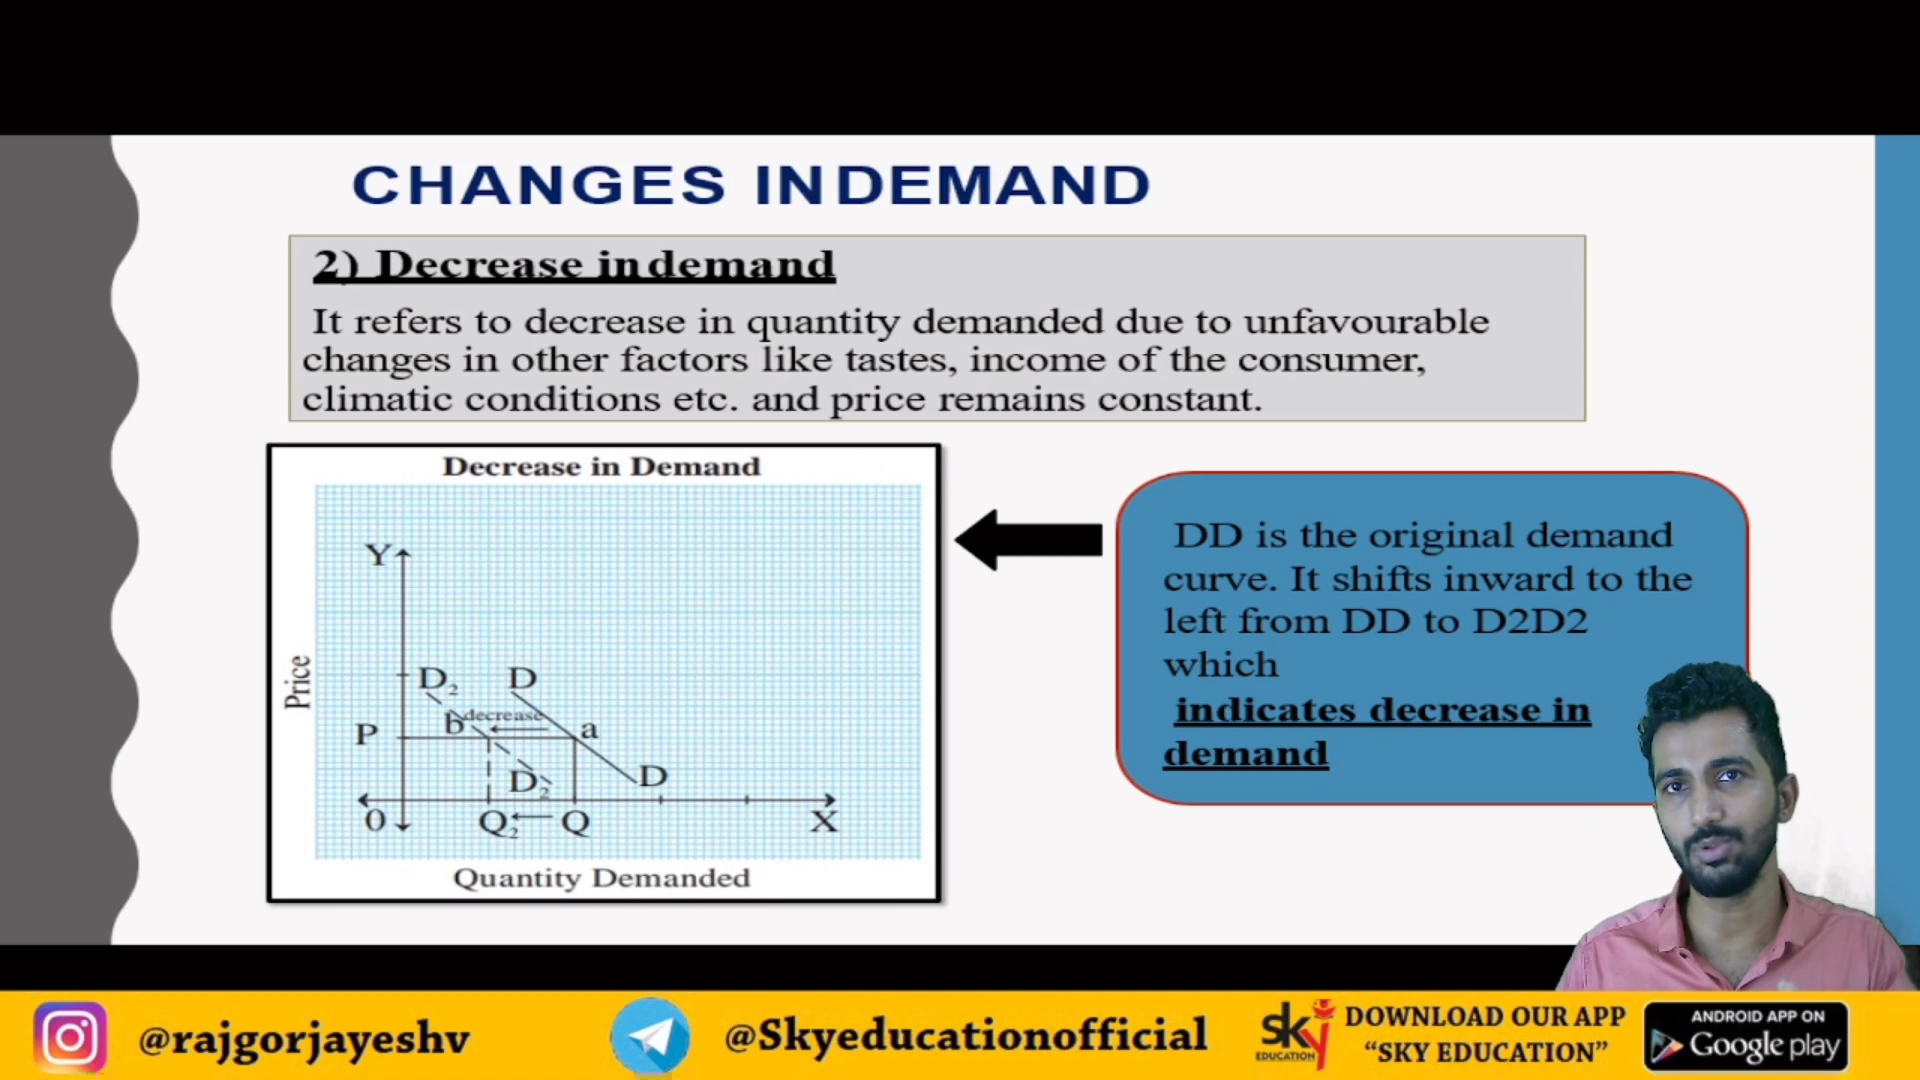 CHANGES IN DEMAND
2) Decrease in demand
It refers to decrease in quantity demanded due to unfavourable
changes in other factors like tastes, income of the consumer,
climatic conditions etc. and price remains constant.
Decrease in Demand
Y
Price
D₂ D
b decrease a
P
D₂ D
0 Q₂ Q X
Quantity Demanded
DD is the original demand
curve. It shifts inward to the
left from DD to D2D2
which
indicates decrease in
demand
@rajgorjayeshv
@Skyeducationofficial
sky
EDUCATION
DOWNLOAD OUR APP
“SKY EDUCATION”
ANDROID APP ON
Google play